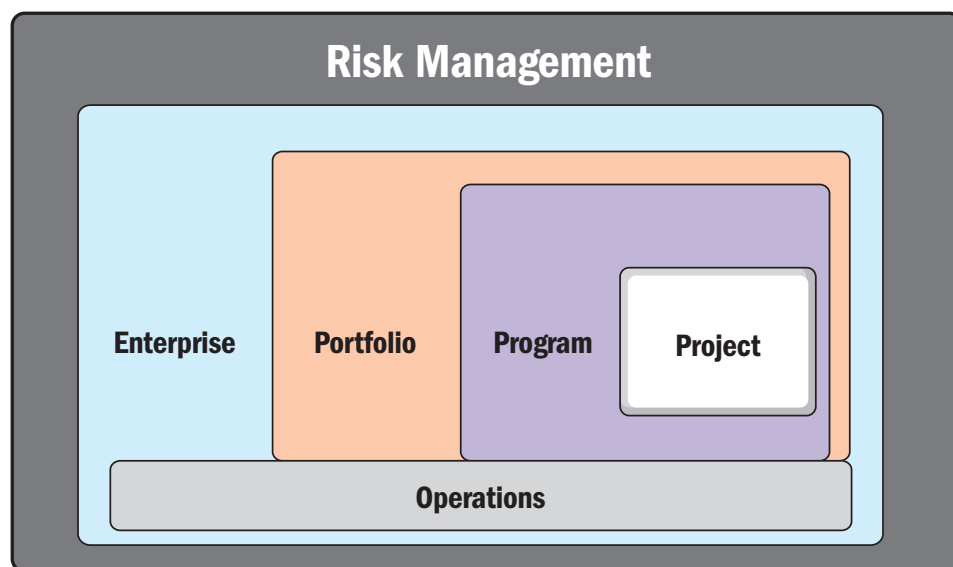 Risk Management
Enterprise
Portfolio
Program
Project
Operations